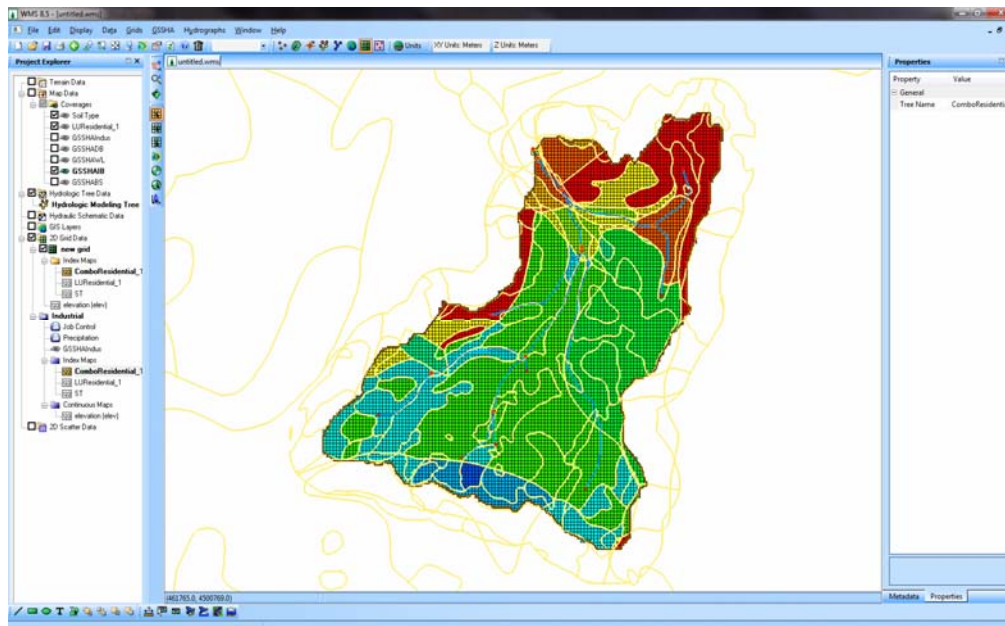 WMS 8.5 - [untitled.wms]
File Edit Display Data Grids GSSHA Hydrographs Window Help
Units XY Units: Meters Z Units: Meters
Project Explorer
Terrain Data
Map Data
Coverages
Soil Type
LUResidential_1
GSSHAIndus
GSSHADB
GSSHAWL
GSSHAIB
GSSHABS
Hydrologic Tree Data
Hydrologic Modeling Tree
Hydraulic Schematic Data
GIS Layers
2D Grid Data
new grid
Index Maps
ComboResidential_1
LUResidential_1
ST
elevation (elev)
Industrial
Job Control
Precipitation
GSSHAIndus
Index Maps
ComboResidential_1
LUResidential_1
ST
Continuous Maps
elevation (elev)
2D Scatter Data
untitled.wms
(461765.0, 4500769.0)
Properties
Property Value
General
Tree Name ComboResidenti
Metadata Properties